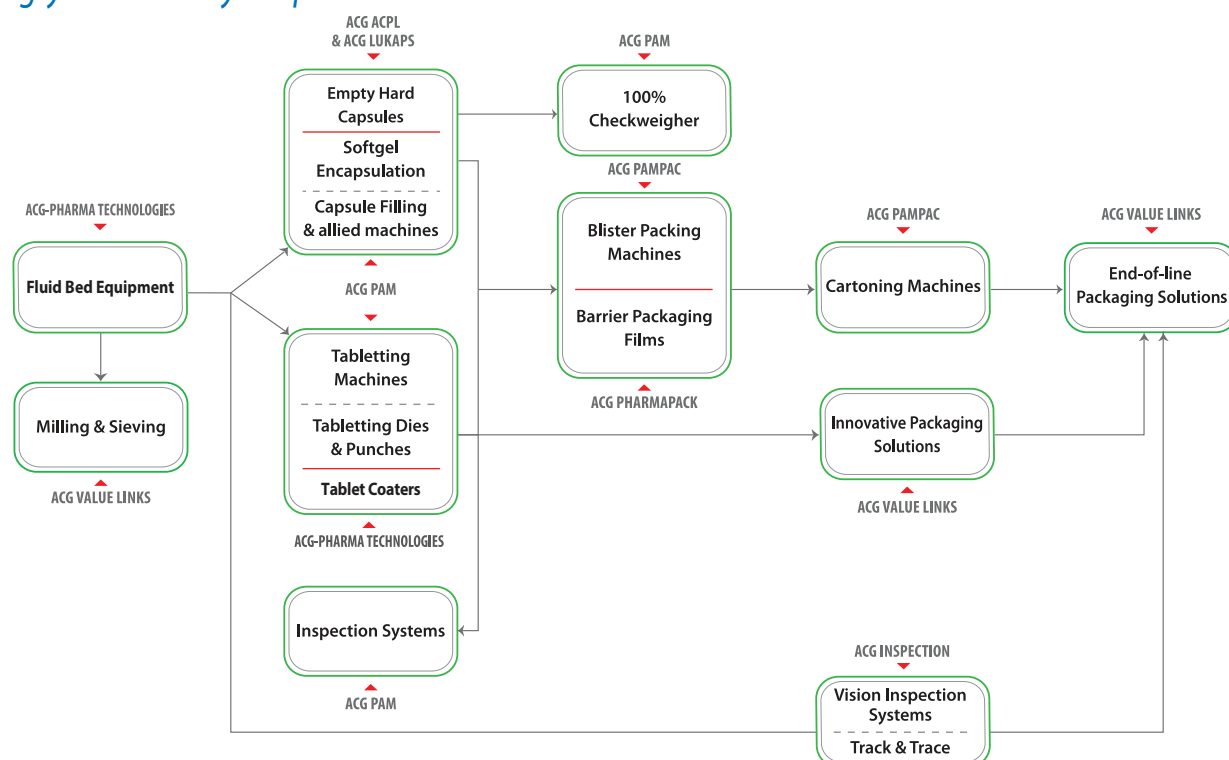 ACG ACPL
& ACG LUKAPS
Empty Hard
Capsules
Softgel
Encapsulation
Capsule Filling
& allied machines
ACG PAM
ACG PAM
100%
Checkweigher
ACG PAMPAC
Blister Packing
Machines
Barrier Packaging
Films
ACG PHARMAPACK
ACG-PHARMA TECHNOLOGIES
Fluid Bed Equipment
Milling & Sieving
ACG VALUE LINKS
Tabletting
Machines
Tabletting Dies
& Punches
Tablet Coaters
ACG-PHARMA TECHNOLOGIES
Inspection Systems
ACG PAM
ACG PAMPAC
Cartoning Machines
ACG VALUE LINKS
End-of-line
Packaging Solutions
Innovative Packaging
Solutions
ACG VALUE LINKS
ACG INSPECTION
Vision Inspection
Systems
Track & Trace